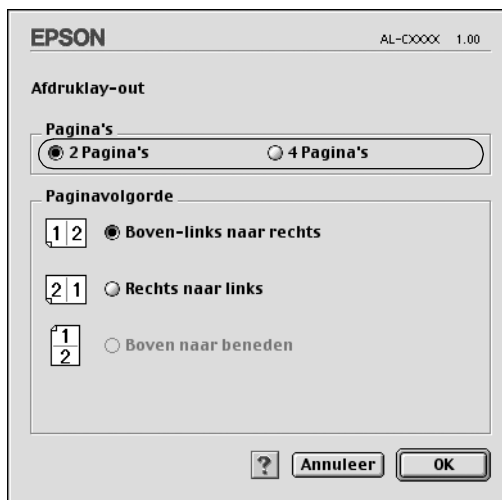 EPSON AL-CXXXX 1.00
Afdruklay-out
Pagina's
2 Pagina's 4 Pagina's
Paginavolgorde
1 2 Boven-links naar rechts
2 1 Rechts naar links
1
2
Boven naar beneden
? Annuleer OK